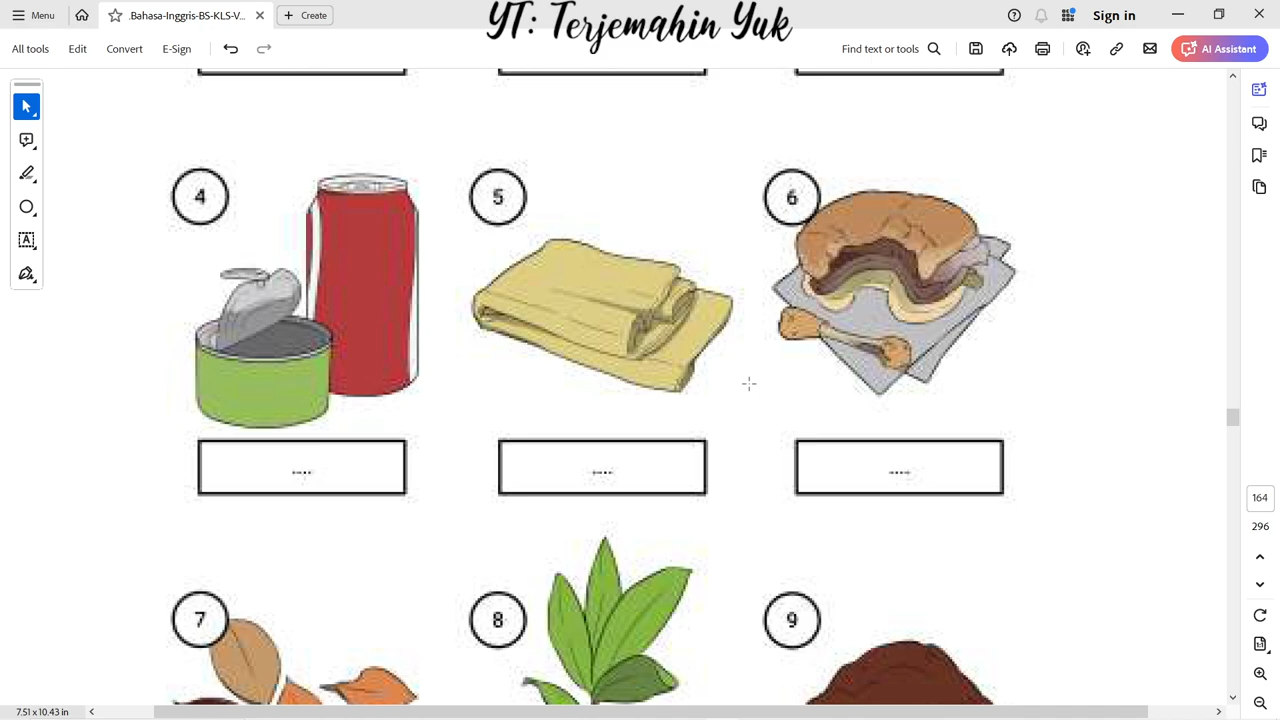 Menu
.Bahasa-Inggris-BS-KLS-V...
Create
YT: Terjemahin Yuk
Sign in
All tools
Edit
Convert
E-Sign
Find text or tools
AI Assistant
4
5
6
....
....
....
7
8
9
164
296
7.51 x 10.43 in